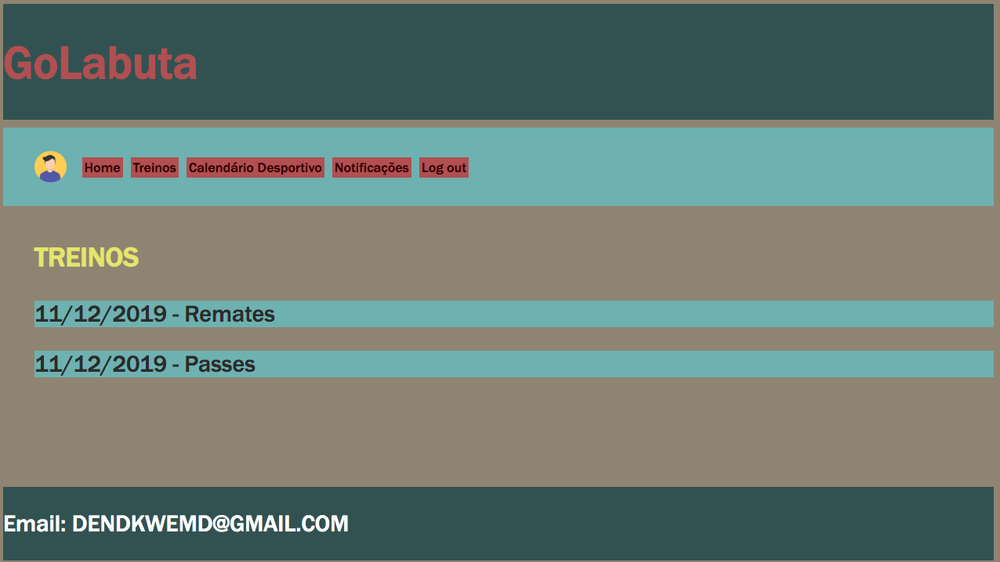 GoLabuta
Home Treinos Calendário Desportivo Notificações Log out
TREINOS
11/12/2019 - Remates
11/12/2019 - Passes
Email: DENDKWEMD@GMAIL.COM